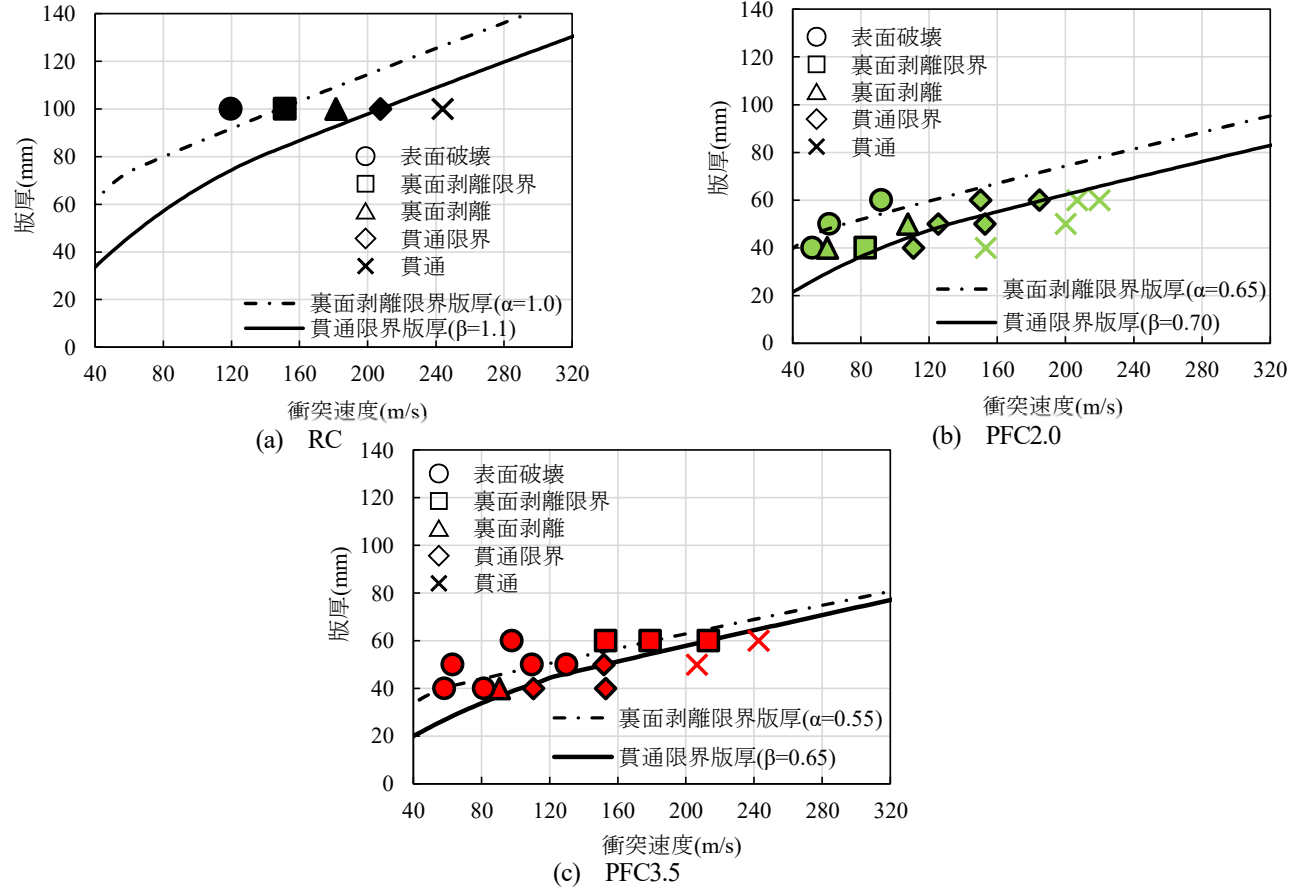 140
120
100
80
60
40
20
0
版厚(mm)
表面破壊
裏面剥離限界
裏面剥離
貫通限界
貫通
裏面剥離限界版厚(α=1.0)
貫通限界版厚(β=1.1)
40 80 120 160 200 240 280 320
衝突速度(m/s)
(a) RC
140
120
100
80
60
40
20
0
版厚(mm)
表面破壊
裏面剥離限界
裏面剥離
貫通限界
貫通
裏面剥離限界版厚(α=0.65)
貫通限界版厚(β=0.70)
40 80 120 160 200 240 280 320
衝突速度(m/s)
(b) PFC2.0
140
120
100
80
60
40
20
0
版厚(mm)
表面破壊
裏面剥離限界
裏面剥離
貫通限界
貫通
裏面剥離限界版厚(α=0.55)
貫通限界版厚(β=0.65)
40 80 120 160 200 240 280 320
衝突速度(m/s)
(c) PFC3.5